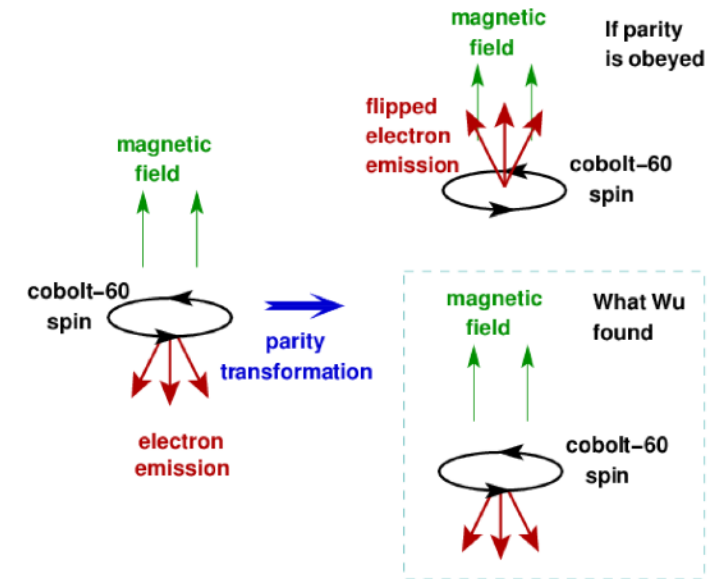 magnetic
field
cobolt-60
spin
electron
emission
parity
transformation
magnetic
field
If parity
is obeyed
flipped
electron
emission
cobolt-60
spin
magnetic
field
What Wu
found
cobolt-60
spin